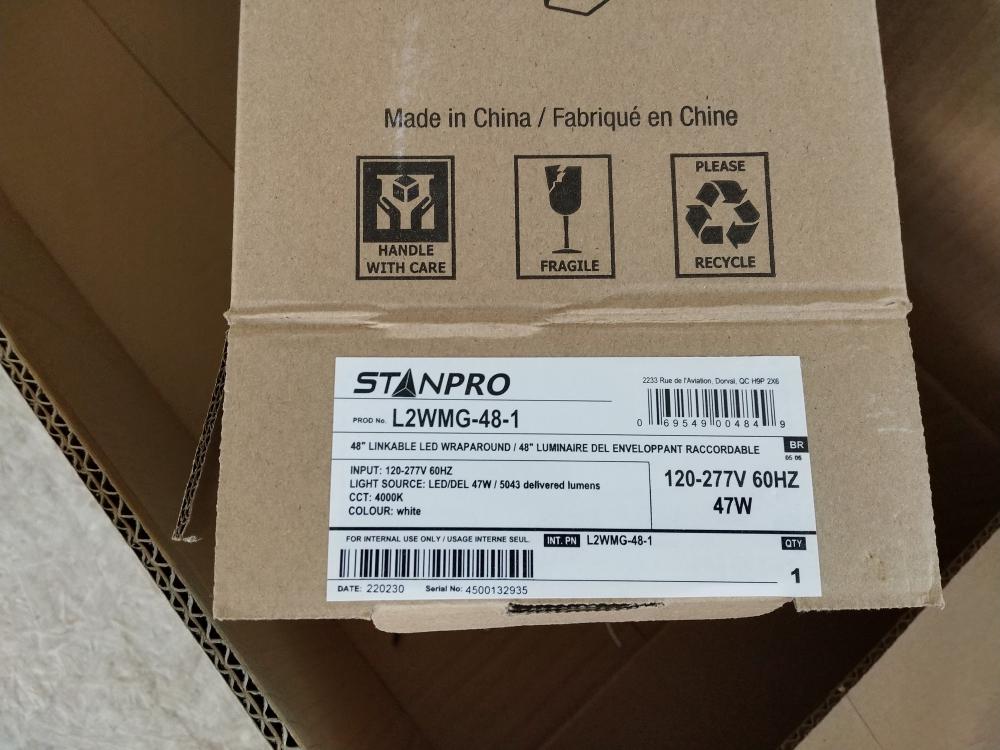 Made in China / Fabriqué en Chine
HANDLE
WITH CARE
FRAGILE
PLEASE
RECYCLE
STANPRO
2233 Rue de l'Aviation, Dorval, QC H9P 2X6
PROD No. L2WMG-48-1
0 69549 00484 9
48" LINKABLE LED WRAPAROUND / 48" LUMINAIRE DEL ENVELOPPANT RACCORDABLE
BR
05 06
INPUT: 120-277V 60HZ
LIGHT SOURCE: LED/DEL 47W / 5043 delivered lumens
CCT: 4000K
COLOUR: white
120-277V 60HZ
47W
FOR INTERNAL USE ONLY / USAGE INTERNE SEUL.
INT. PN L2WMG-48-1
QTY
1
DATE: 220230 Serial No: 4500132935